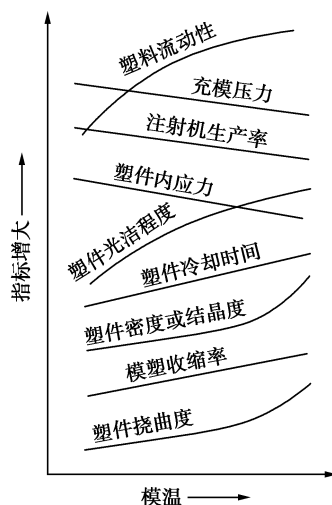 塑料流动性
充模压力
注射机生产率
塑件内应力
塑件光洁程度
塑件冷却时间
塑件密度或结晶度
模塑收缩率
塑件挠曲度
指标增大
模温